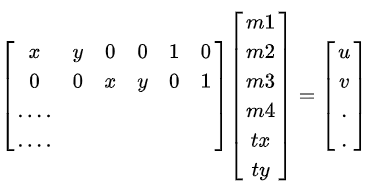 [ x y 0 0 1 0 ] [ m1 ] [ u ]
[ 0 0 x y 0 1 ] [ m2 ] [ v ]
[ .... ] [ m3 ] = [ . ]
[ .... ] [ m4 ] [ . ]
[ tx ]
[ ty ]